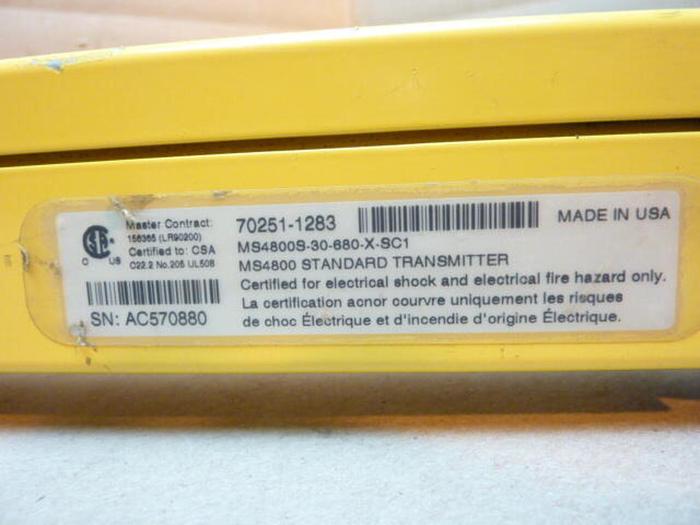 Master Contract:
156365 (LR90200)
Certified to: CSA
C22.2 No.205 UL508
C US
SN: AC570880
70251-1283
MADE IN USA
MS4800S-30-680-X-SC1
MS4800 STANDARD TRANSMITTER
Certified for electrical shock and electrical fire hazard only.
La certification acnor courvre uniquement les risques
de choc Électrique et d'incendie d'origine Électrique.